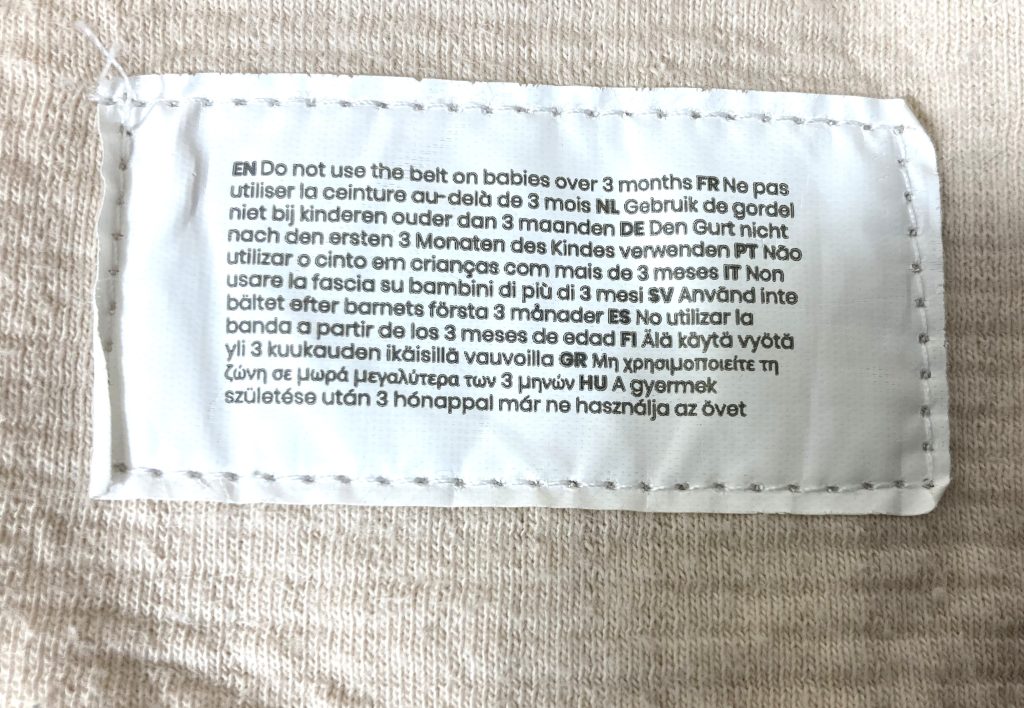 EN Do not use the belt on babies over 3 months FR Ne pas
utiliser la ceinture au-delà de 3 mois NL Gebruik de gordel
niet bij kinderen ouder dan 3 maanden DE Den Gurt nicht
nach den ersten 3 Monaten des Kindes verwenden PT Não
utilizar o cinto em crianças com mais de 3 meses IT Non
usare la fascia su bambini di più di 3 mesi SV Använd inte
bältet efter barnets första 3 månader ES No utilizar la
banda a partir de los 3 meses de edad FI Älä käytä vyötä
yli 3 kuukauden ikäisillä vauvoilla GR Μη χρησιμοποιείτε τη
ζώνη σε μωρά μεγαλύτερα των 3 μηνών HU A gyermek
születése után 3 hónappal már ne használja az övet